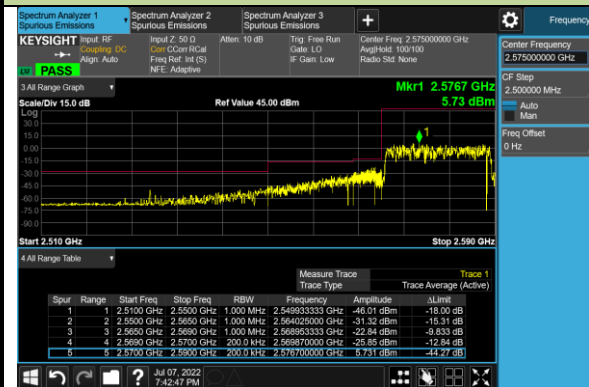 Spectrum Analyzer 1
Spurious Emissions
Spectrum Analyzer 2
Spurious Emissions
Spectrum Analyzer 3
Spurious Emissions
+
Frequency
KEYSIGHT
Input: RF
Coupling: DC
Align: Auto
Input Z: 50 Ω
Corr CCorr RCal
Freq Ref: Int (S)
NFE: Adaptive
Atten: 10 dB
Trig: Free Run
Gate: LO
IF Gain: Low
Center Freq: 2.575000000 GHz
Avg|Hold: 100/100
Radio Std: None
PASS
Center Frequency
2.575000000 GHz
CF Step
2.500000 MHz
Auto
Man
Freq Offset
0 Hz
3 All Range Graph
Mkr1 2.5767 GHz
Scale/Div 15.0 dB
Ref Value 45.00 dBm
5.73 dBm
Log
30.0
15.0
0.00
-15.0
-30.0
-45.0
-60.0
-75.0
-90.0
1
Start 2.510 GHz
Stop 2.590 GHz
4 All Range Table
Measure Trace Trace 1
Trace Type Trace Average (Active)
Spur Range Start Freq Stop Freq RBW Frequency Amplitude ΔLimit
1 1 2.5100 GHz 2.5500 GHz 1.000 MHz 2.549933333 GHz -46.01 dBm -18.00 dB
2 2 2.5500 GHz 2.5650 GHz 1.000 MHz 2.564025000 GHz -31.32 dBm -15.31 dB
3 3 2.5650 GHz 2.5690 GHz 1.000 MHz 2.568953333 GHz -22.84 dBm -9.833 dB
4 4 2.5690 GHz 2.5700 GHz 200.0 kHz 2.569870000 GHz -25.85 dBm -12.84 dB
5 5 2.5700 GHz 2.5900 GHz 200.0 kHz 2.576700000 GHz 5.731 dBm -44.27 dB
?
Jul 07, 2022
7:42:47 PM